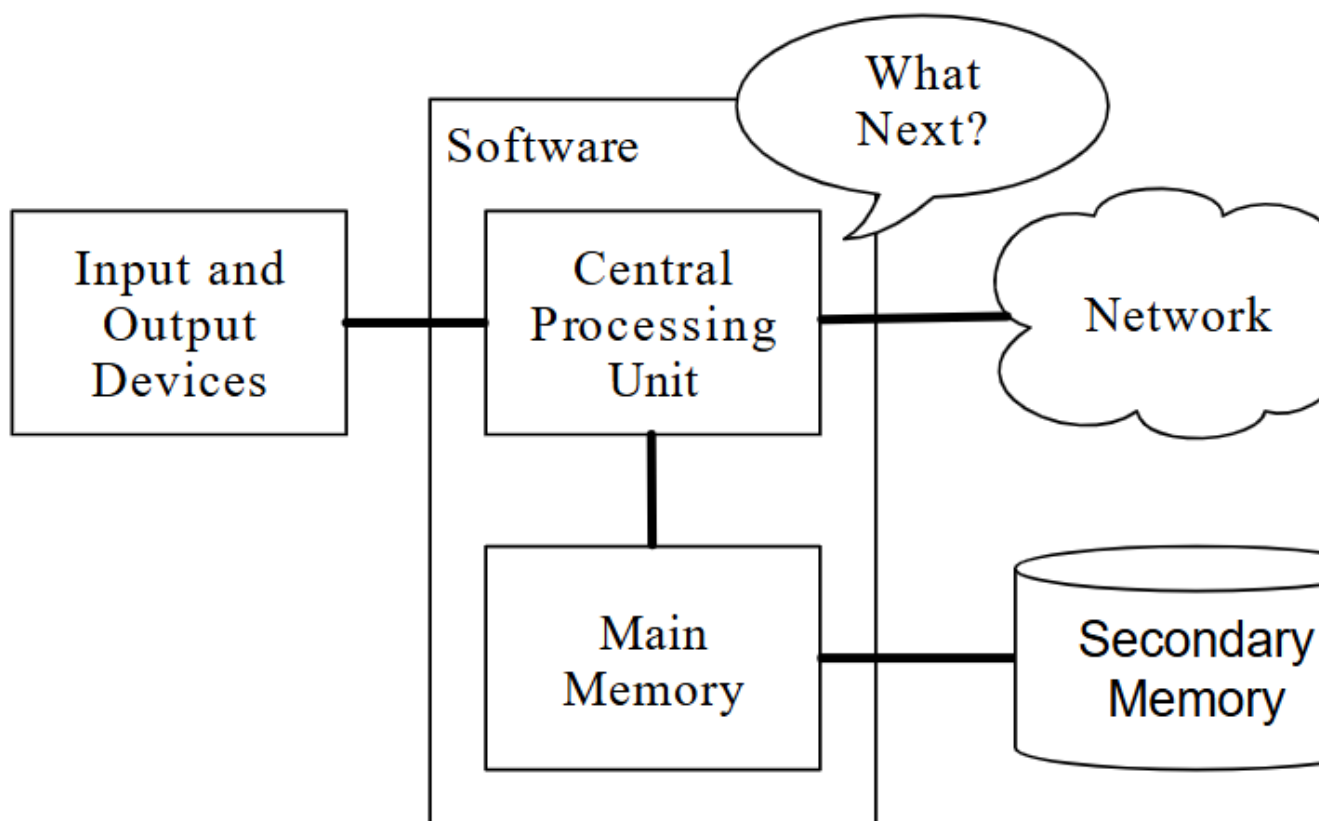 What
Next?
Software
Input and
Output
Devices
Central
Processing
Unit
Network
Main
Memory
Secondary
Memory